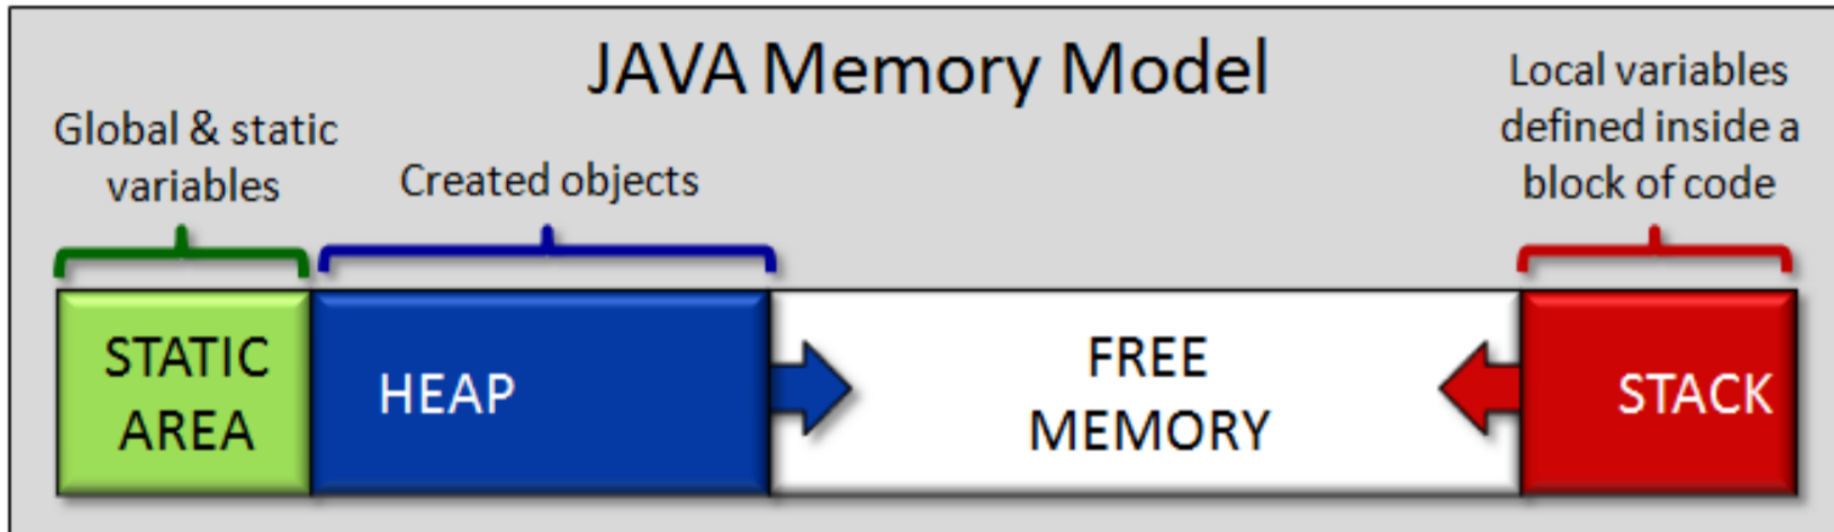 JAVA Memory Model
Global & static
variables
Created objects
Local variables
defined inside a
block of code
STATIC
AREA
HEAP
FREE
MEMORY
STACK